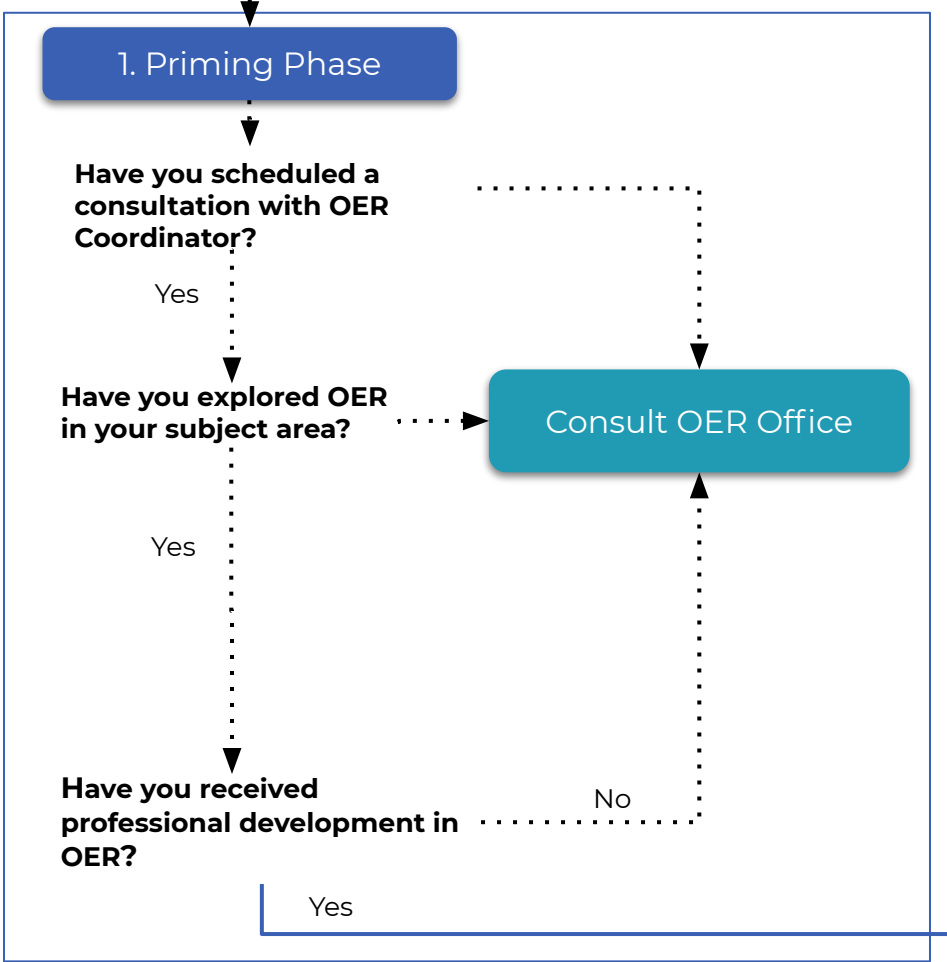 1. Priming Phase
Have you scheduled a
consultation with OER
Coordinator?
Yes
Have you explored OER
in your subject area?
Consult OER Office
Yes
Have you received
professional development in
OER?
No
Yes